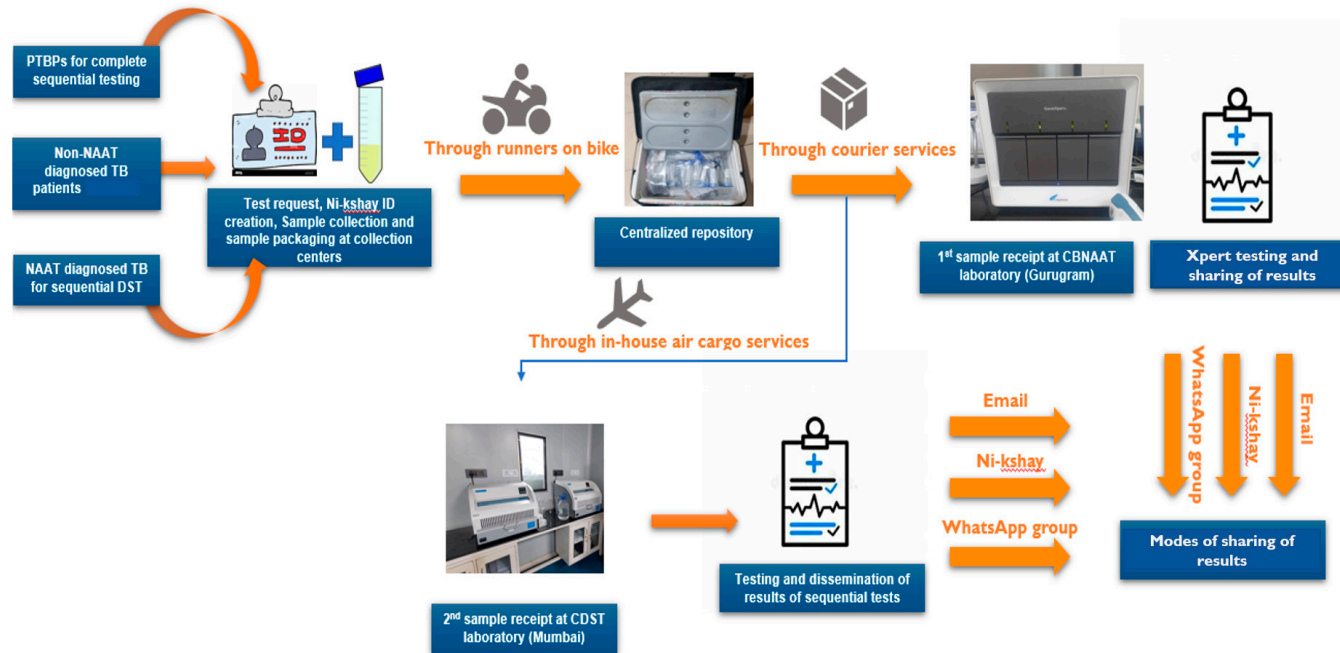 PTBPs for complete
sequential testing
Non-NAAT
diagnosed TB
patients
NAAT diagnosed TB
for sequential DST
ID
Test request, Ni-kshay ID
creation, Sample collection and
sample packaging at collection
centers
Through runners on bike
Centralized repository
Through courier services
1st sample receipt at CBNAAT
laboratory (Gurugram)
Xpert testing and
sharing of results
Through in-house air cargo services
2nd sample receipt at CDST
laboratory (Mumbai)
Testing and dissemination of
results of sequential tests
Email
Ni-kshay
WhatsApp group
WhatsApp group
Ni-kshay
Email
Modes of sharing of
results